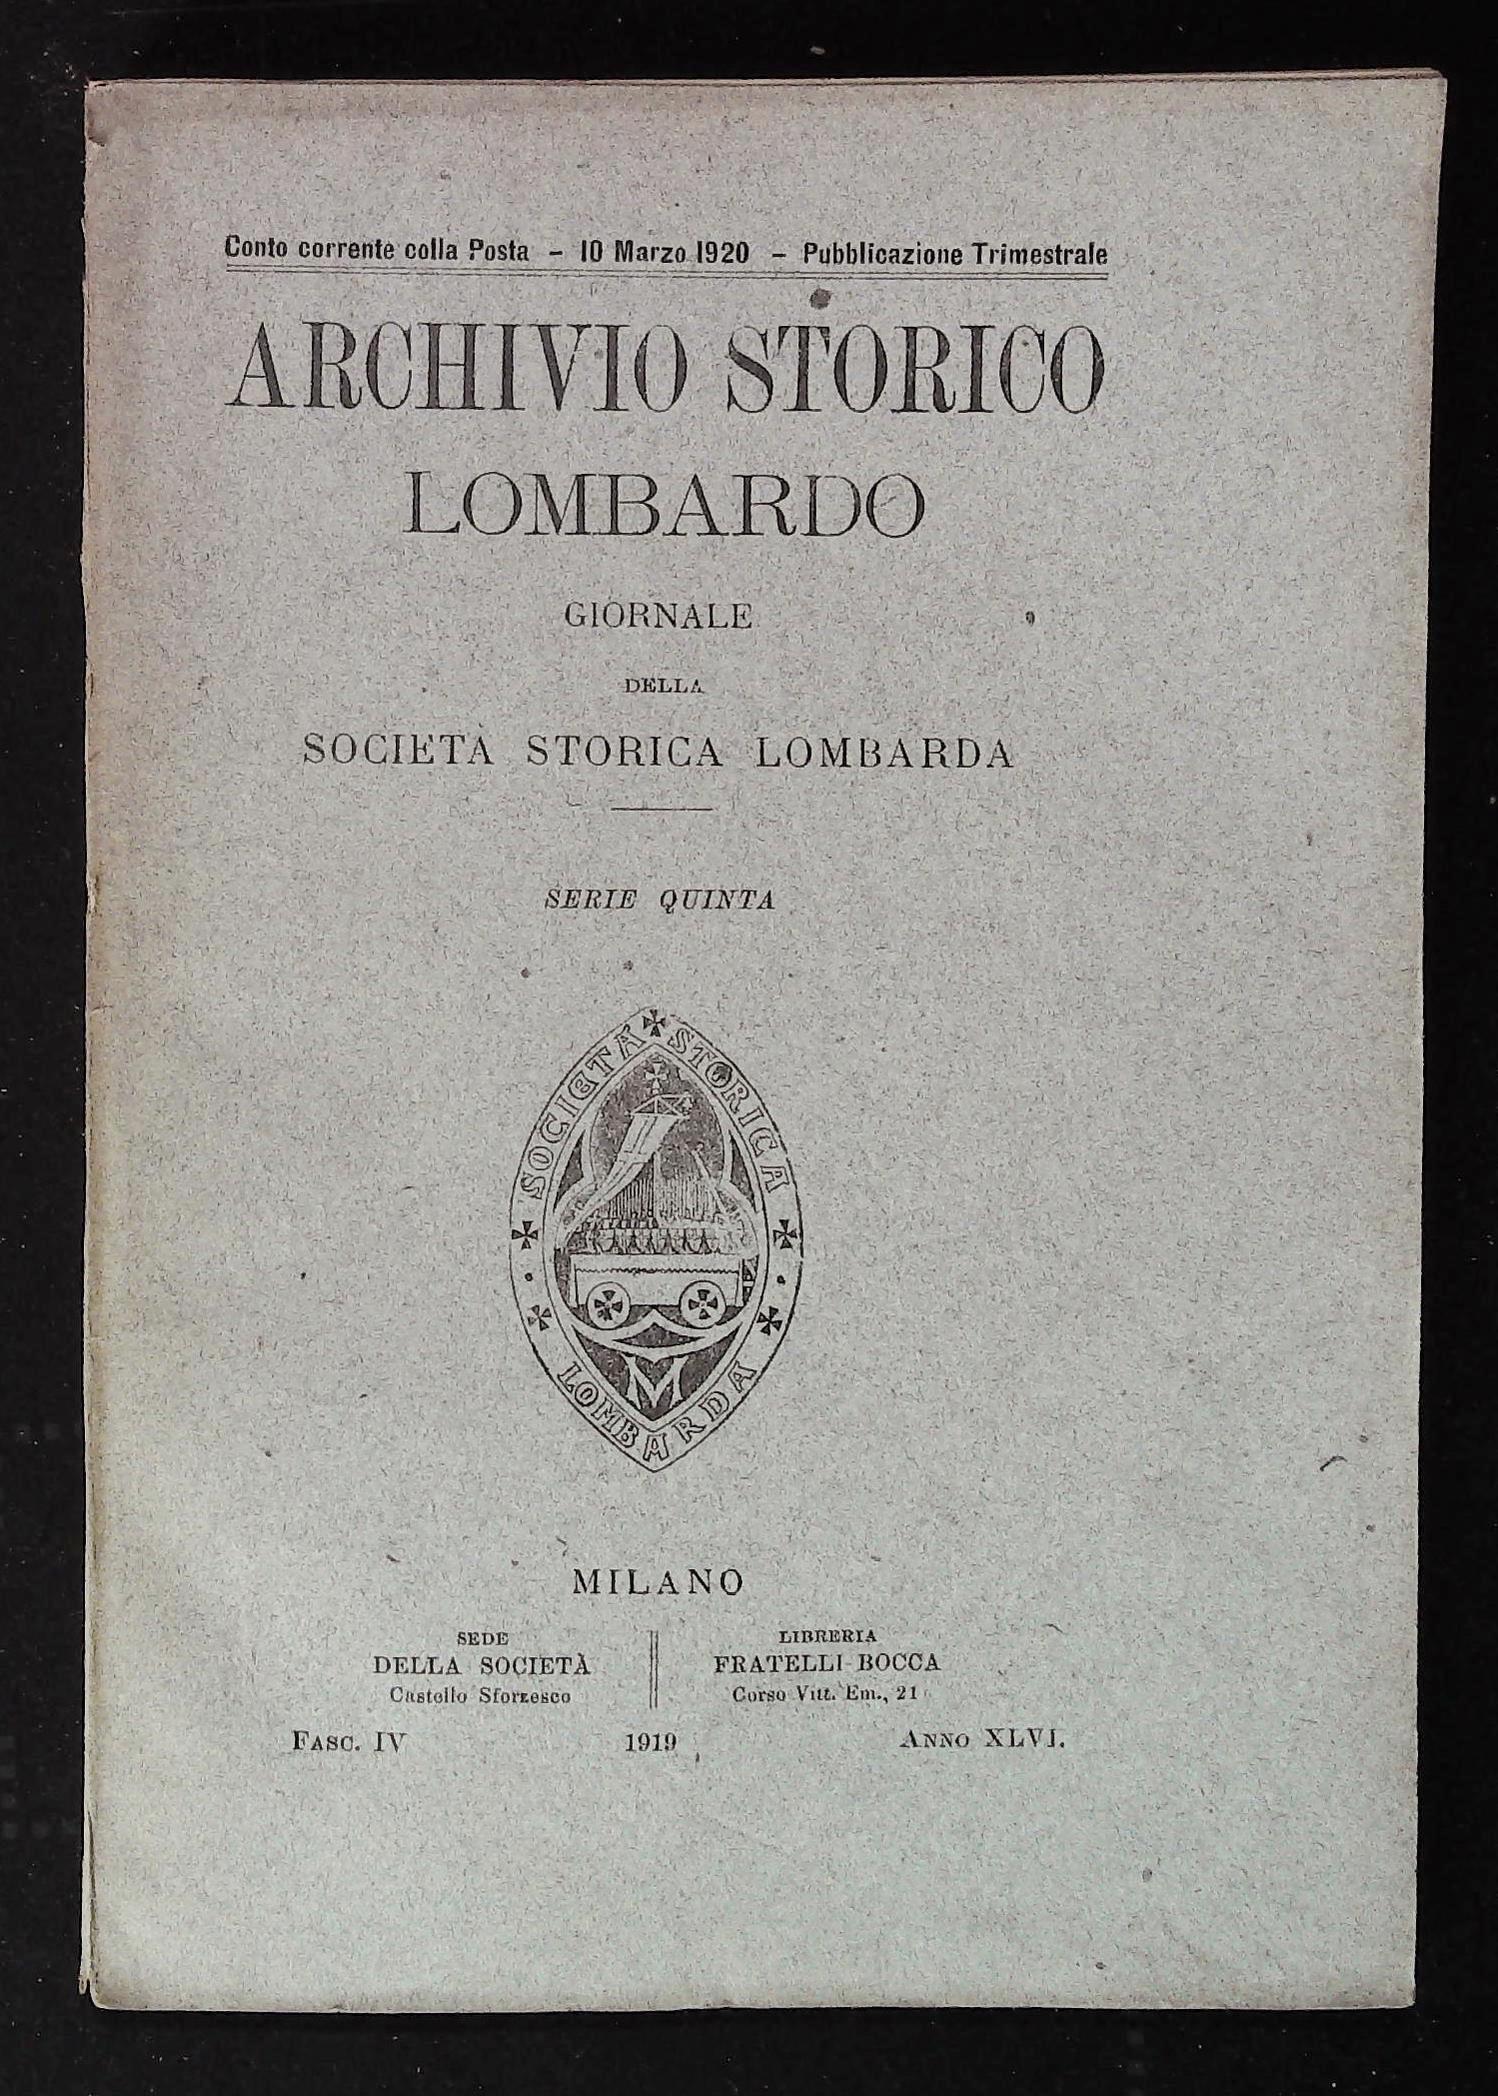 Conto corrente colla Posta – 10 Marzo 1920 – Pubblicazione Trimestrale
ARCHIVIO STORICO
LOMBARDO
GIORNALE
DELLA
SOCIETÀ STORICA LOMBARDA
SERIE QUINTA
SOCIETÀ STORICA
LOMBARDA
M
MILANO
SEDE
DELLA SOCIETÀ
Castello Sforzesco
LIBRERIA
FRATELLI BOCCA
Corso Vitt. Em., 21
FASC. IV 1919 ANNO XLVI.